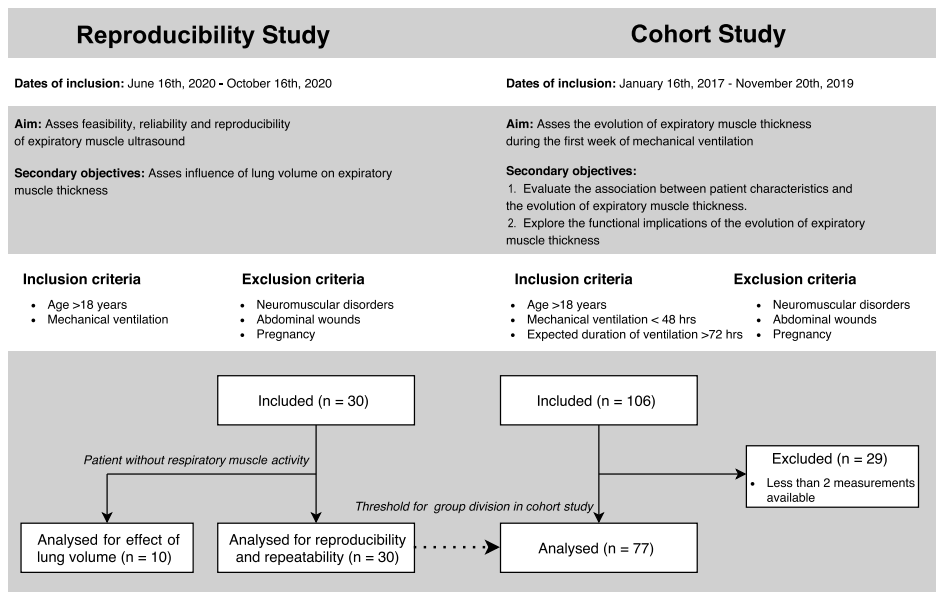 Reproducibility Study
Dates of inclusion: June 16th, 2020 - October 16th, 2020
Aim: Asses feasibility, reliability and reproducibility
of expiratory muscle ultrasound
Secondary objectives: Asses influence of lung volume on expiratory
muscle thickness
Inclusion criteria
• Age >18 years
• Mechanical ventilation
Exclusion criteria
• Neuromuscular disorders
• Abdominal wounds
• Pregnancy
Included (n = 30)
Patient without respiratory muscle activity
Analysed for effect of
lung volume (n = 10)
Analysed for reproducibility
and repeatability (n = 30)
Cohort Study
Dates of inclusion: January 16th, 2017 - November 20th, 2019
Aim: Asses the evolution of expiratory muscle thickness
during the first week of mechanical ventilation
Secondary objectives:
1. Evaluate the association between patient characteristics and
the evolution of expiratory muscle thickness.
2. Explore the functional implications of the evolution of expiratory
muscle thickness
Inclusion criteria
• Age >18 years
• Mechanical ventilation < 48 hrs
• Expected duration of ventilation >72 hrs
Exclusion criteria
• Neuromuscular disorders
• Abdominal wounds
• Pregnancy
Included (n = 106)
Excluded (n = 29)
• Less than 2 measurements
available
Threshold for group division in cohort study
Analysed (n = 77)